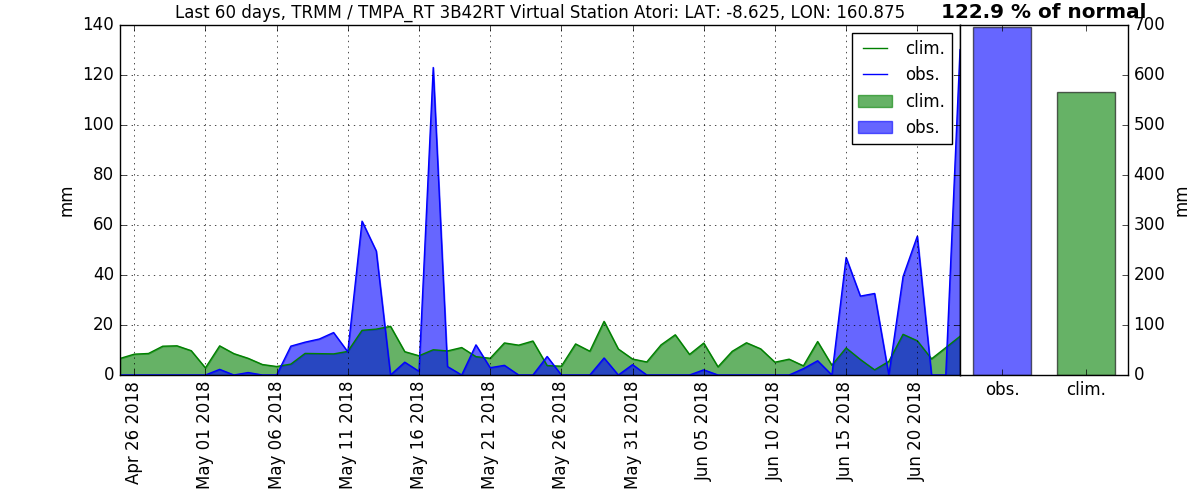 Last 60 days, TRMM / TMPA_RT 3B42RT Virtual Station Atori: LAT: -8.625, LON: 160.875
122.9 % of normal
140
120
100
80
60
40
20
0
mm
clim.
obs.
clim.
obs.
700
600
500
400
300
200
100
0
mm
obs.
clim.
Apr 26 2018
May 01 2018
May 06 2018
May 11 2018
May 16 2018
May 21 2018
May 26 2018
May 31 2018
Jun 05 2018
Jun 10 2018
Jun 15 2018
Jun 20 2018